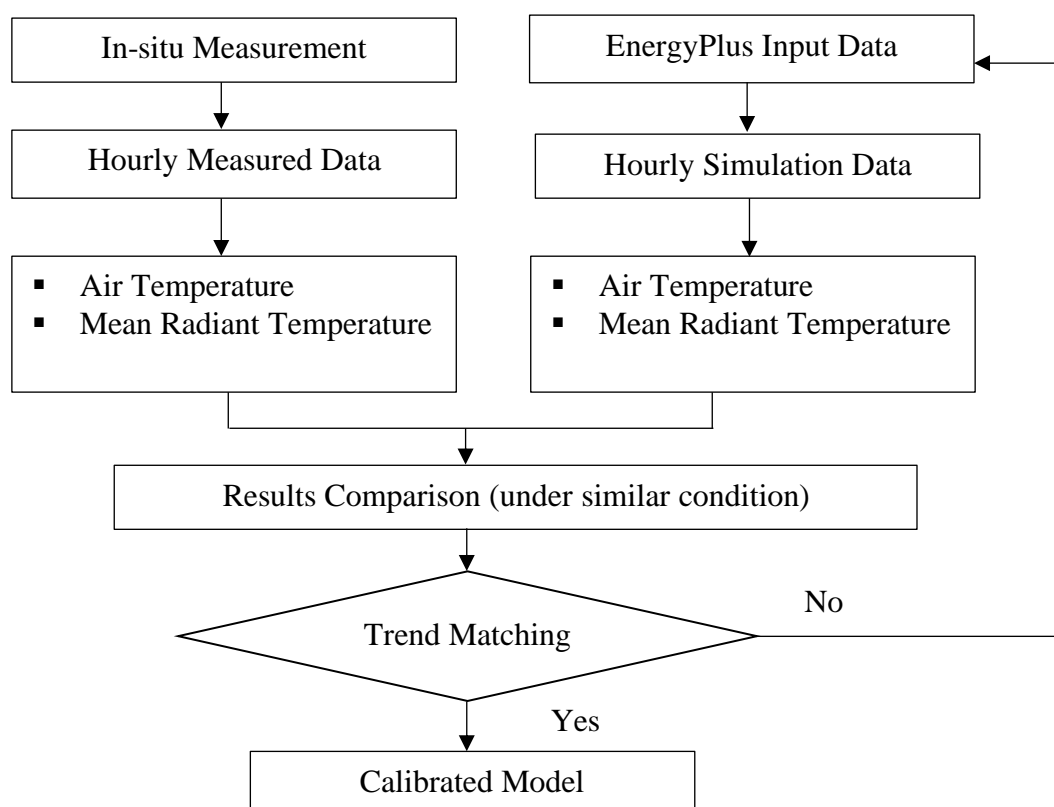 In-situ Measurement
EnergyPlus Input Data
Hourly Measured Data
Hourly Simulation Data
▪ Air Temperature
▪ Mean Radiant Temperature
▪ Air Temperature
▪ Mean Radiant Temperature
Results Comparison (under similar condition)
Trend Matching
No
Yes
Calibrated Model